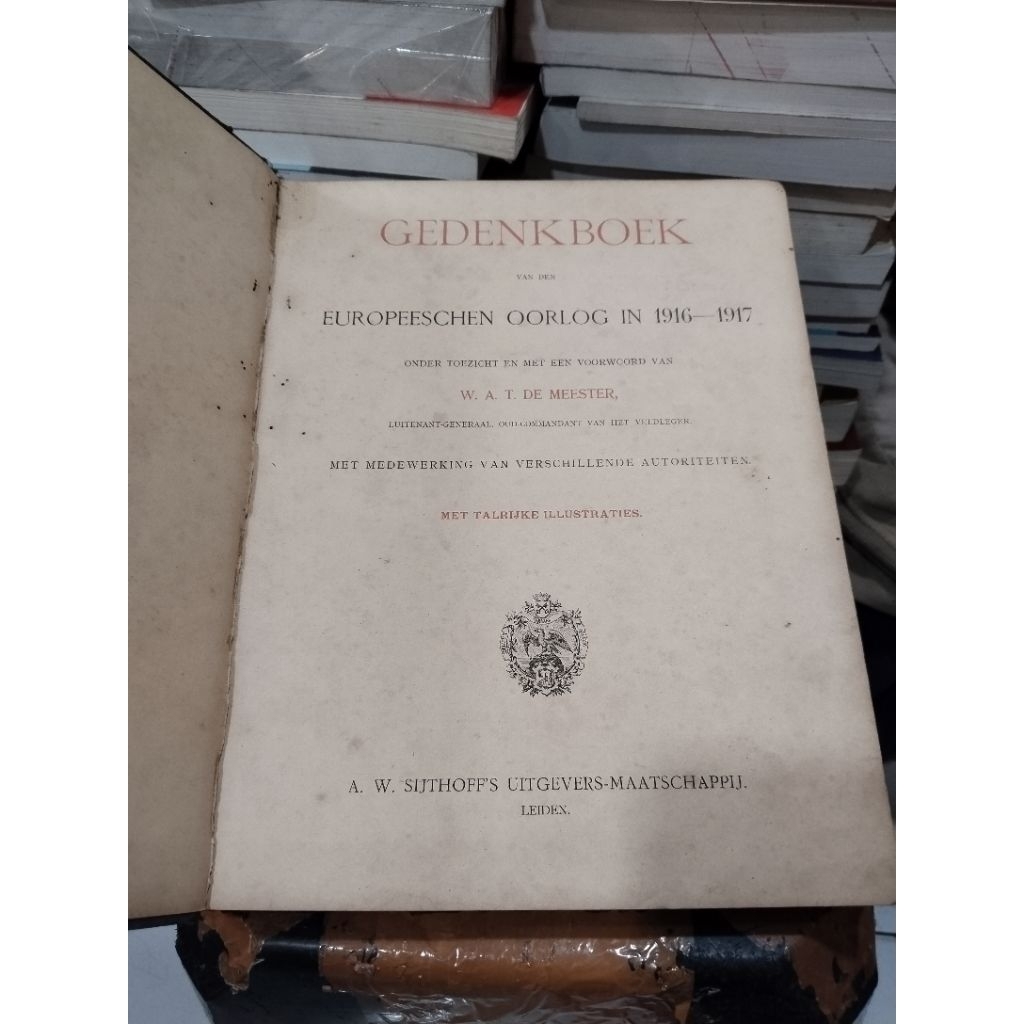 GEDENKBOEK
VAN DEN
EUROPEESCHEN OORLOG IN 1916—1917
ONDER TOEZICHT EN MET EEN VOORWOORD VAN
W. A. T. DE MEESTER,
LUITENANT-GENERAAL, OUD-COMMANDANT VAN HET VELDLEGER.
MET MEDEWERKING VAN VERSCHILLENDE AUTORITEITEN.
MET TALRIJKE ILLUSTRATIES.
A. W. SIJTHOFF'S UITGEVERS-MAATSCHAPPIJ.
LEIDEN.